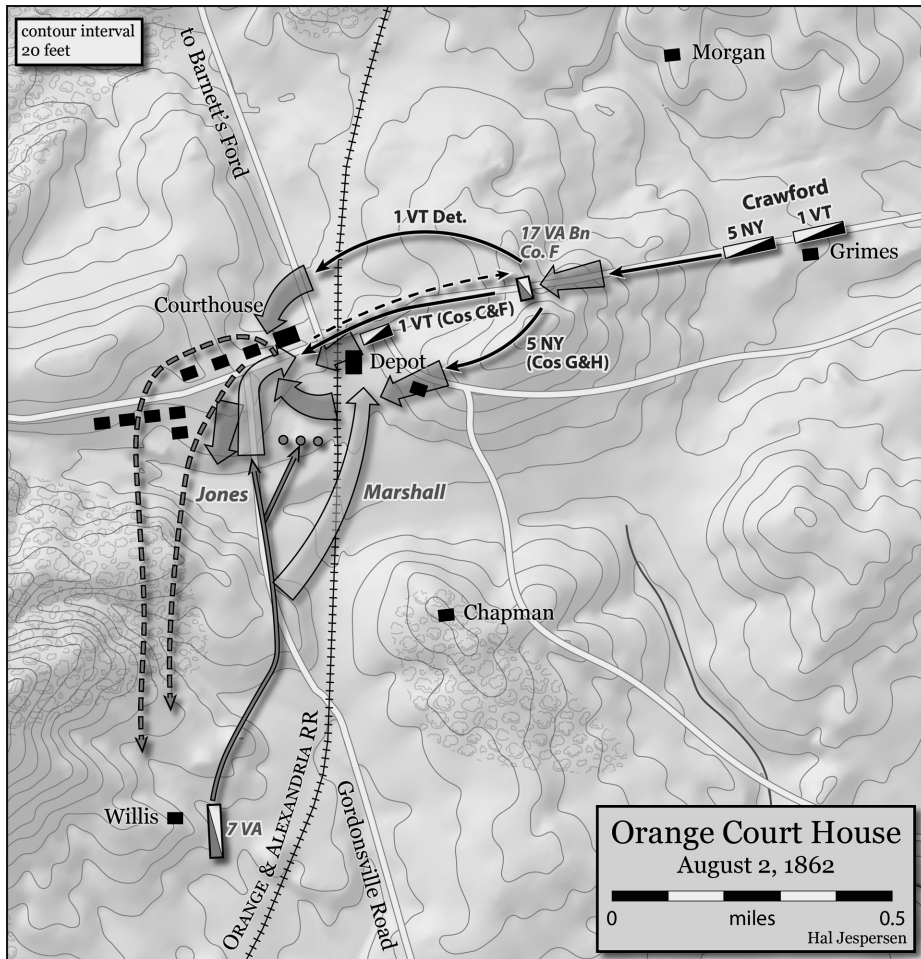 contour interval
20 feet
to Barnett's Ford
Morgan
Crawford
1 VT
5 NY
Grimes
1 VT Det.
17 VA Bn
Co. F
Courthouse
1 VT (Cos C&F)
5 NY
(Cos G&H)
Depot
Jones
Marshall
Chapman
Willis
7 VA
Orange & Alexandria RR
Gordonsville Road
Orange Court House
August 2, 1862
0 miles 0.5
Hal Jespersen